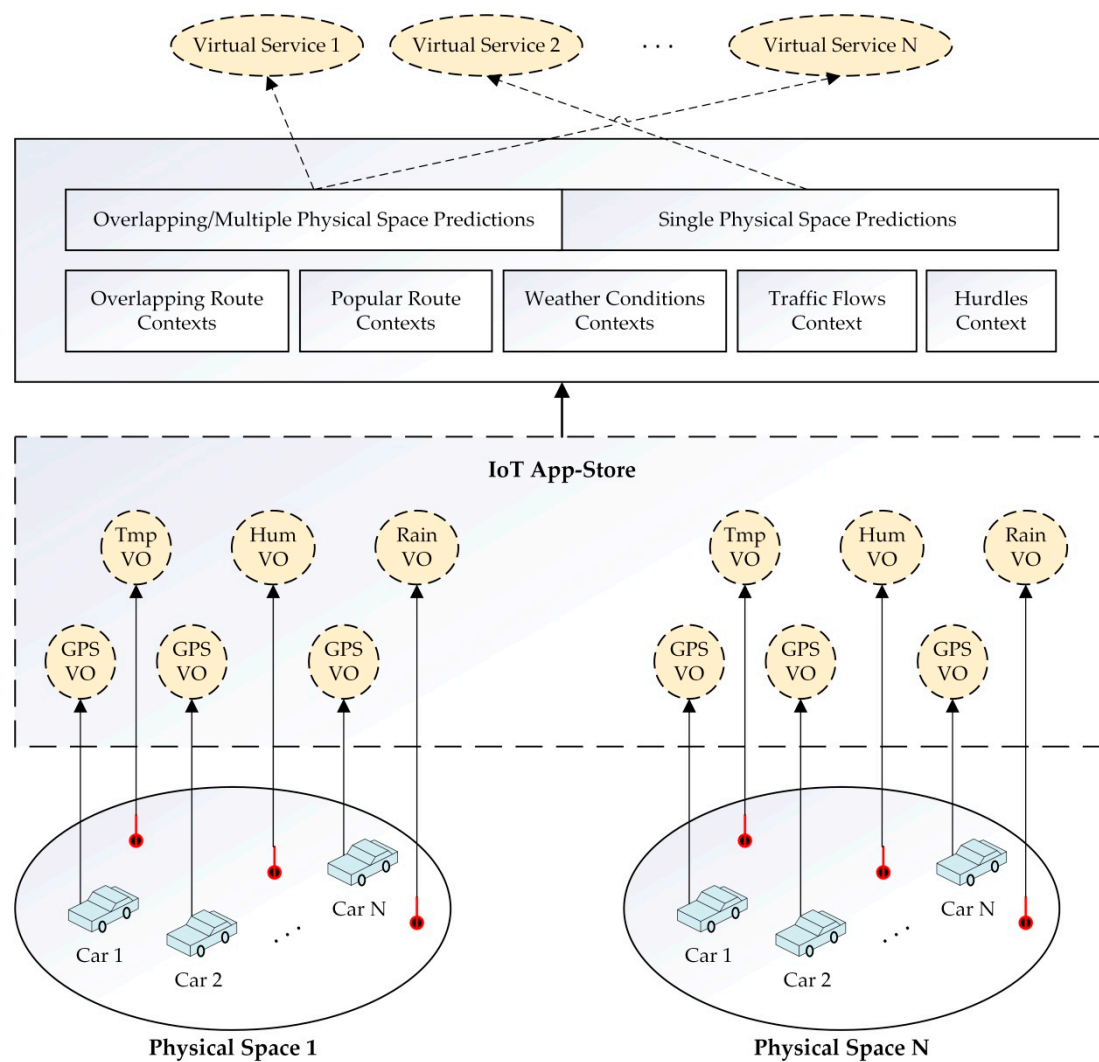 Virtual Service 1
Virtual Service 2
. . .
Virtual Service N
Overlapping/Multiple Physical Space Predictions
Single Physical Space Predictions
Overlapping Route
Contexts
Popular Route
Contexts
Weather Conditions
Contexts
Traffic Flows
Context
Hurdles
Context
IoT App-Store
Tmp
VO
Hum
VO
Rain
VO
Tmp
VO
Hum
VO
Rain
VO
GPS
VO
GPS
VO
GPS
VO
GPS
VO
GPS
VO
GPS
VO
Car 1
Car 2
. . .
Car N
Car 1
Car 2
. . .
Car N
Physical Space 1
Physical Space N